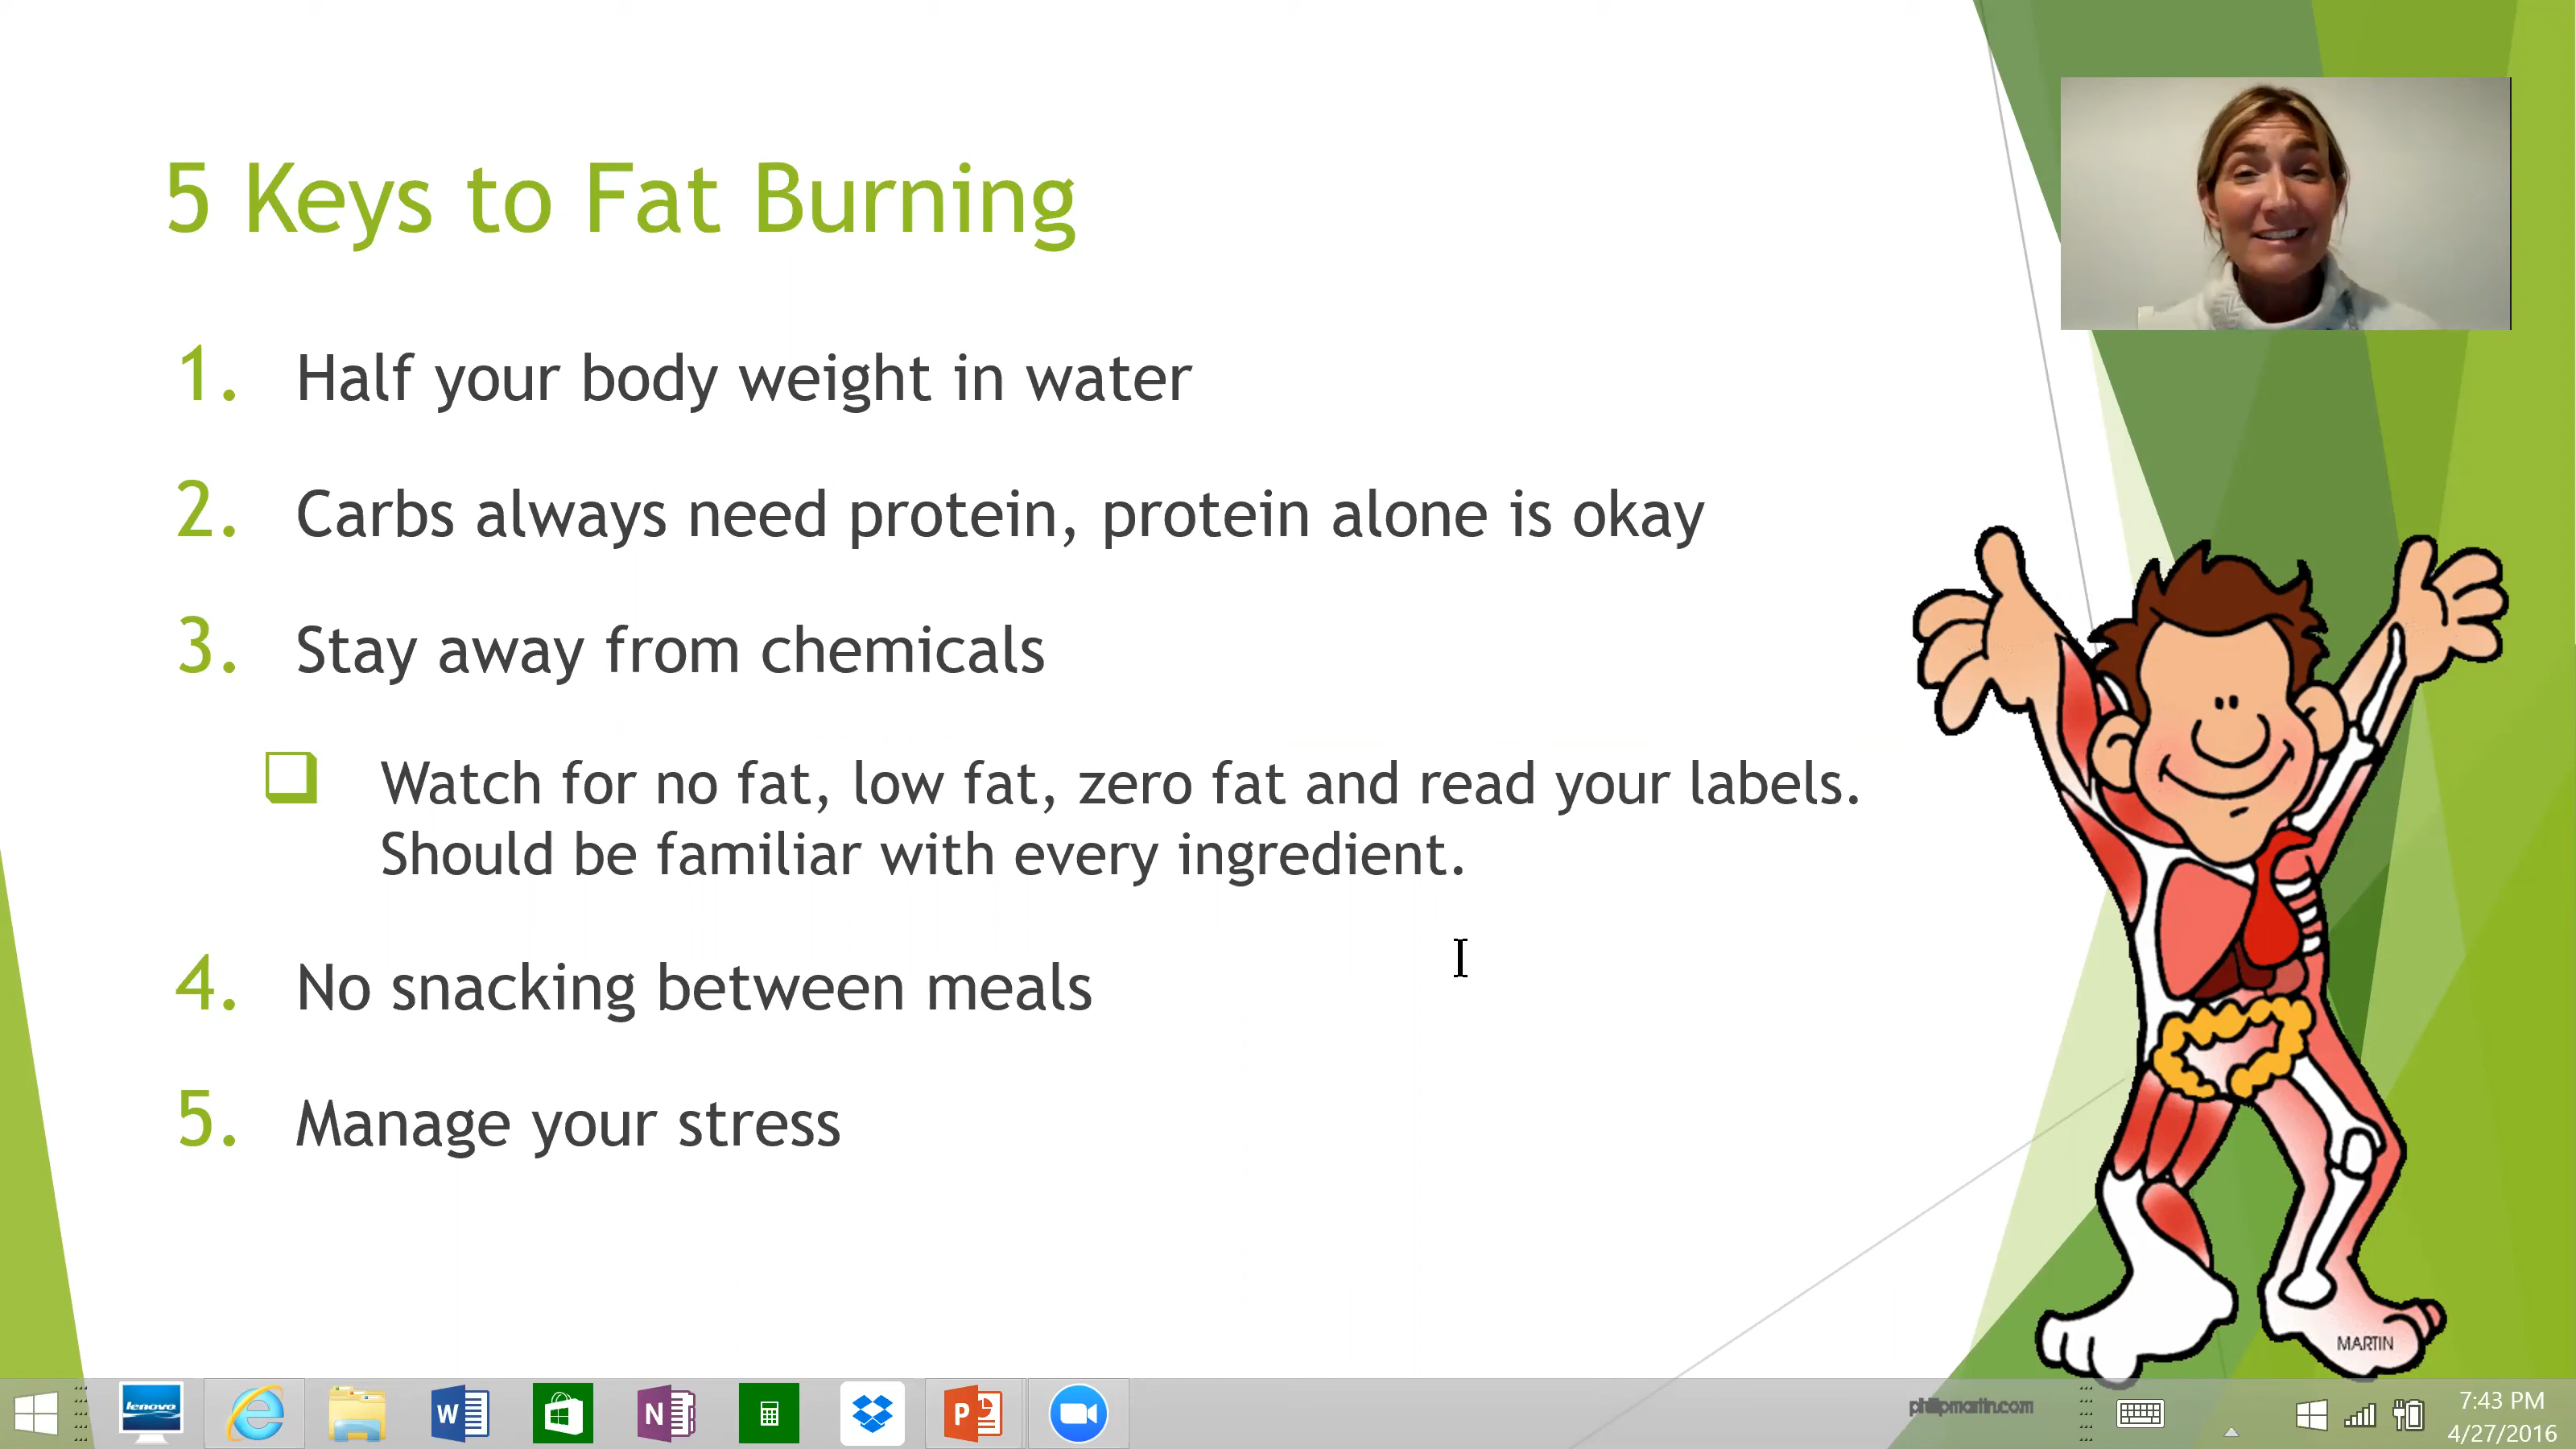 5 Keys to Fat Burning
1. Half your body weight in water
2. Carbs always need protein, protein alone is okay
3. Stay away from chemicals
Watch for no fat, low fat, zero fat and read your labels.
Should be familiar with every ingredient.
4. No snacking between meals
5. Manage your stress
MARTIN
lenovo
W
N
P
philipmartin.com
7:43 PM
4/27/2016